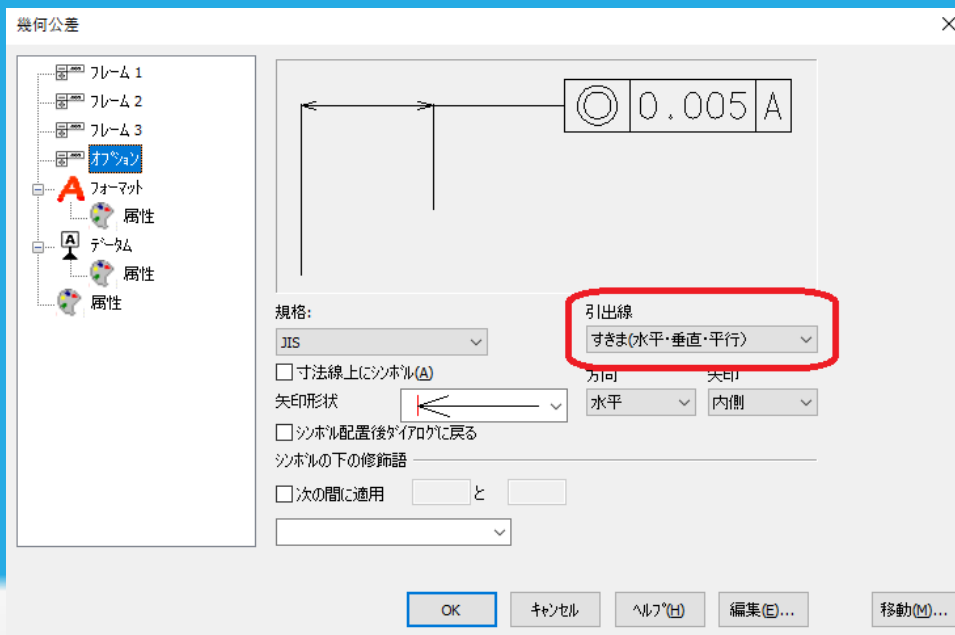 幾何公差
フレーム 1
フレーム 2
フレーム 3
オプション
フォーマット
属性
データム
属性
属性
0.005 A
規格:
引出線
JIS
すきま(水平・垂直・平行)
寸法線上にシンボル(A)
方向
矢印
矢印形状
水平
内側
シンボル配置後ダイアログに戻る
シンボルの下の修飾語
次の間に適用
と
OK
キャンセル
ヘルプ(H)
編集(E)...
移動(M)...